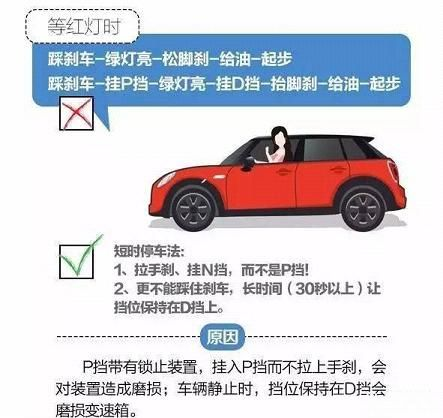 等红灯时
踩刹车-绿灯亮-松脚刹-给油-起步
踩刹车-挂P挡-绿灯亮-挂D挡-抬脚刹-给油-起步
短时停车法:
1、拉手刹、挂N挡,而不是P挡!
2、更不能踩住刹车,长时间(30秒以上)让
挡位保持在D挡上。
原因
P挡带有锁止装置,挂入P挡而不拉上手刹,会
对装置造成磨损;车辆静止时,挡位保持在D挡会
磨损变速箱。